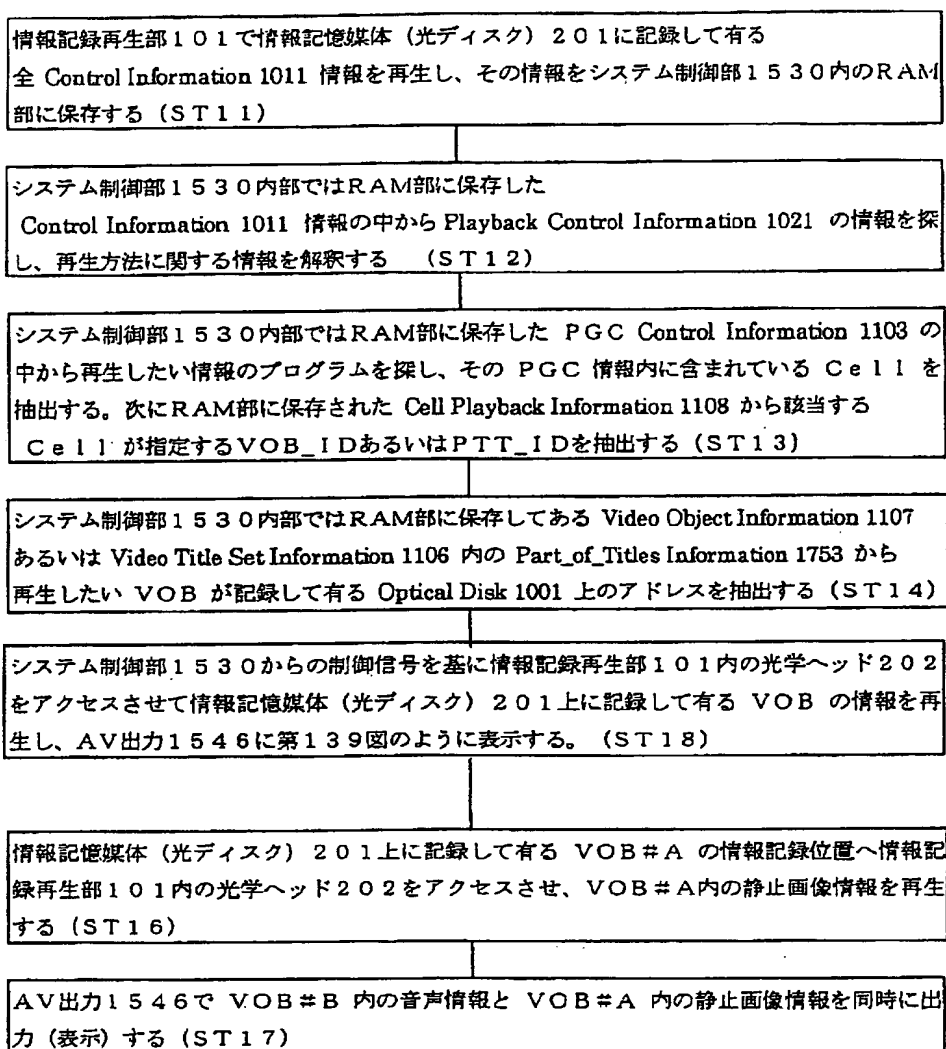 情報記録再生部１０１で情報記憶媒体（光ディスク）２０１に記録して有る
全 Control Information 1011 情報を再生し、その情報をシステム制御部１５３０内のＲＡＭ
部に保存する（ＳＴ１１）
システム制御部１５３０内部ではＲＡＭ部に保存した
Control Information 1011 情報の中から Playback Control Information 1021 の情報を探
し、再生方法に関する情報を解釈する （ＳＴ１２）
システム制御部１５３０内部ではＲＡＭ部に保存した ＰＧＣ Control Information 1103 の
中から再生したい情報のプログラムを探し、その ＰＧＣ 情報内に含まれている Ｃｅｌｌ を
抽出する。次にＲＡＭ部に保存された Cell Playback Information 1108 から該当する
Ｃｅｌｌ が指定するＶＯＢ_ＩＤあるいはＰＴＴ_ＩＤを抽出する（ＳＴ１３）
システム制御部１５３０内部ではＲＡＭ部に保存してある Video Object Information 1107
あるいは Video Title Set Information 1106 内の Part_of_Titles Information 1753 から
再生したい ＶＯＢ が記録して有る Optical Disk 1001 上のアドレスを抽出する（ＳＴ１４）
システム制御部１５３０からの制御信号を基に情報記録再生部１０１内の光学ヘッド２０２
をアクセスさせて情報記憶媒体（光ディスク）２０１上に記録して有る ＶＯＢ の情報を再
生し、ＡＶ出力１５４６に第１３９図のように表示する。（ＳＴ１８）
情報記憶媒体（光ディスク）２０１上に記録して有る ＶＯＢ＃Ａ の情報記録位置へ情報記
録再生部１０１内の光学ヘッド２０２をアクセスさせ、ＶＯＢ＃Ａ内の静止画像情報を再生
する（ＳＴ１６）
ＡＶ出力１５４６で ＶＯＢ＃Ｂ 内の音声情報と ＶＯＢ＃Ａ 内の静止画像情報を同時に出
力（表示）する（ＳＴ１７）